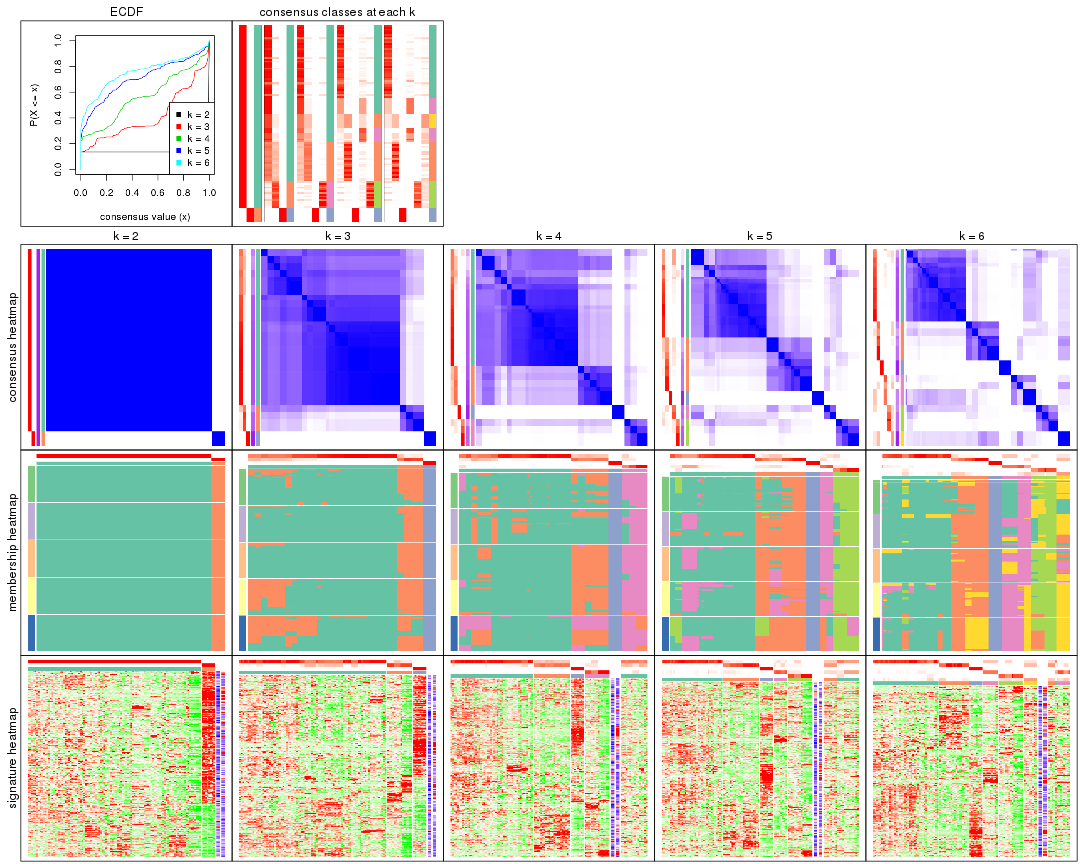 ECDF
consensus classes at each k
P(X <= x)
0.0 0.2 0.4 0.6 0.8 1.0
k = 2
k = 3
k = 4
k = 5
k = 6
0.0 0.2 0.4 0.6 0.8 1.0
consensus value (x)
k = 2 k = 3 k = 4 k = 5 k = 6
consensus heatmap
membership heatmap
signature heatmap